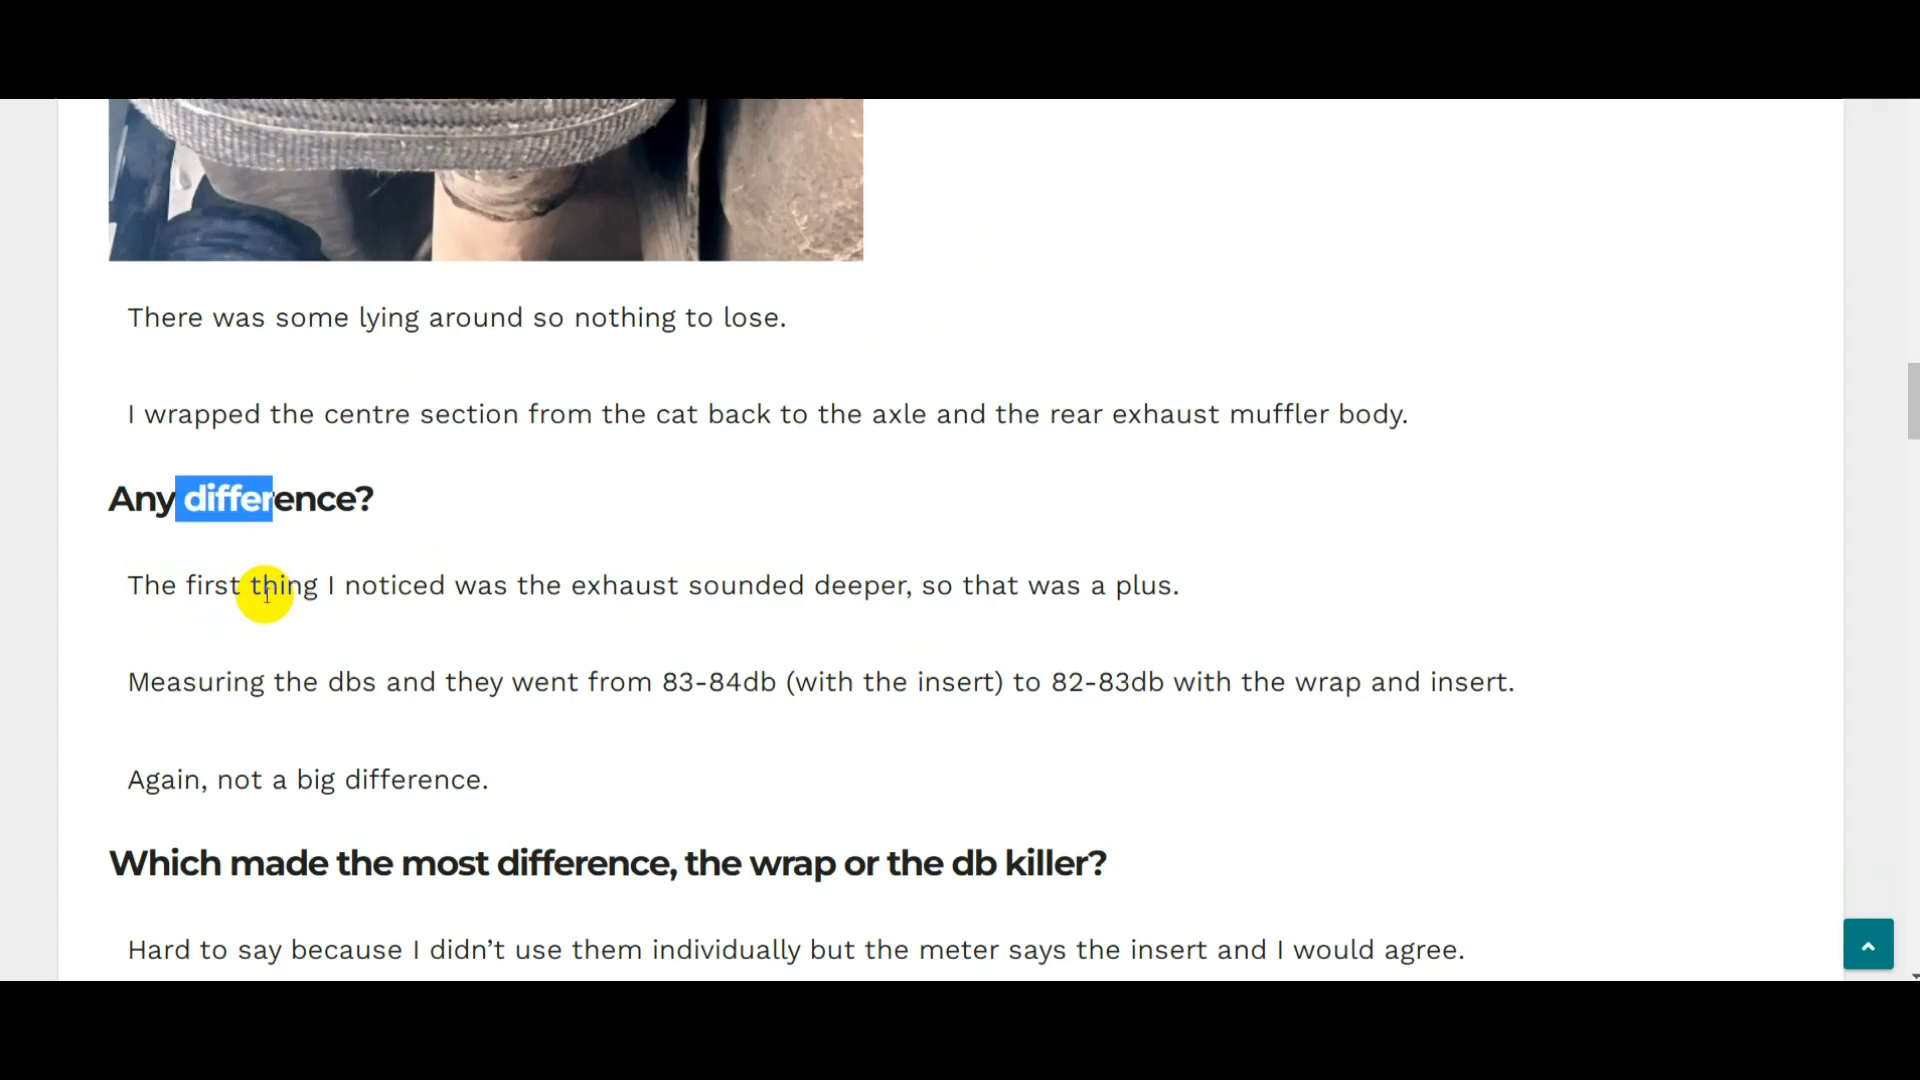 There was some lying around so nothing to lose.
I wrapped the centre section from the cat back to the axle and the rear exhaust muffler body.
Any difference?
The first thing I noticed was the exhaust sounded deeper, so that was a plus.
Measuring the dbs and they went from 83-84db (with the insert) to 82-83db with the wrap and insert.
Again, not a big difference.
Which made the most difference, the wrap or the db killer?
Hard to say because I didn’t use them individually but the meter says the insert and I would agree.